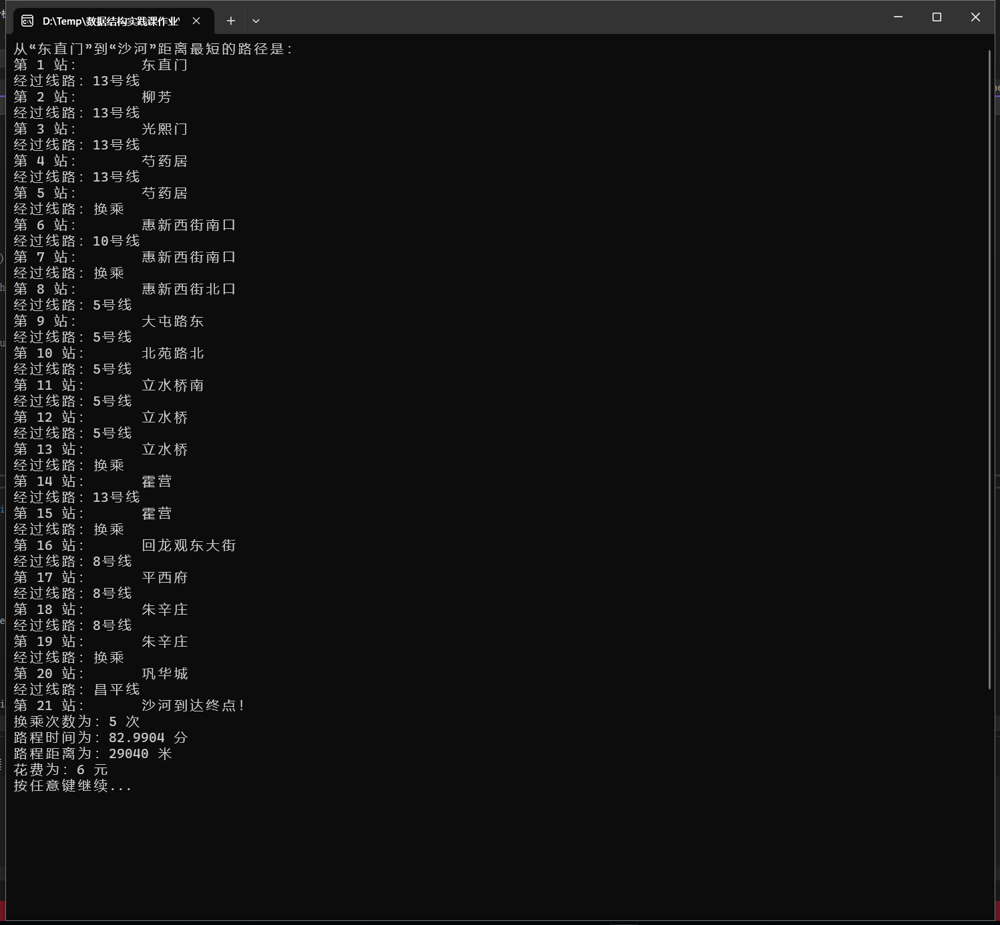 D:\Temp\数据结构实践课作业\
从“东直门”到“沙河”距离最短的路径是：
第 1 站： 东直门
经过线路：13号线
第 2 站： 柳芳
经过线路：13号线
第 3 站： 光熙门
经过线路：13号线
第 4 站： 芍药居
经过线路：13号线
第 5 站： 芍药居
经过线路：换乘
第 6 站： 惠新西街南口
经过线路：10号线
第 7 站： 惠新西街南口
经过线路：换乘
第 8 站： 惠新西街北口
经过线路：5号线
第 9 站： 大屯路东
经过线路：5号线
第 10 站： 北苑路北
经过线路：5号线
第 11 站： 立水桥南
经过线路：5号线
第 12 站： 立水桥
经过线路：5号线
第 13 站： 立水桥
经过线路：换乘
第 14 站： 霍营
经过线路：13号线
第 15 站： 霍营
经过线路：换乘
第 16 站： 回龙观东大街
经过线路：8号线
第 17 站： 平西府
经过线路：8号线
第 18 站： 朱辛庄
经过线路：8号线
第 19 站： 朱辛庄
经过线路：换乘
第 20 站： 巩华城
经过线路：昌平线
第 21 站： 沙河到达终点！
换乘次数为：5 次
路程时间为：82.9904 分
路程距离为：29040 米
花费为：6 元
按任意键继续...